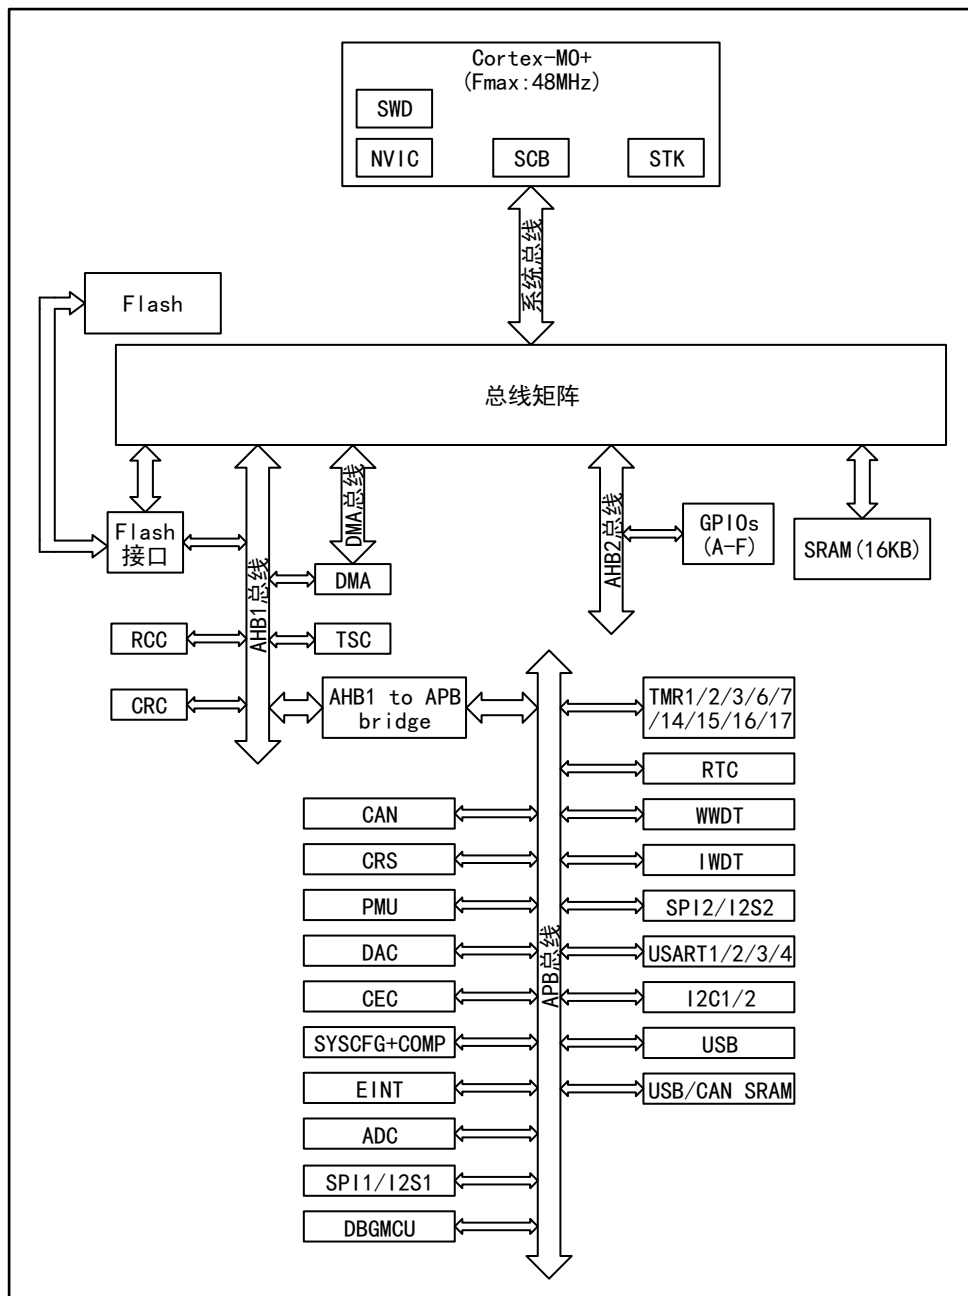 Cortex-M0+
(Fmax:48MHz)
SWD
NVIC
SCB
STK
系统总线
Flash
总线矩阵
Flash
接口
AHB1总线
DMA总线
DMA
AHB2总线
GPIOs
(A-F)
SRAM(16KB)
RCC
TSC
CRC
AHB1 to APB
bridge
APB总线
TMR1/2/3/6/7
/14/15/16/17
RTC
CAN
WWDT
CRS
IWDT
PMU
SPI2/I2S2
DAC
USART1/2/3/4
CEC
I2C1/2
SYSCFG+COMP
USB
EINT
USB/CAN SRAM
ADC
SPI1/I2S1
DBGMCU